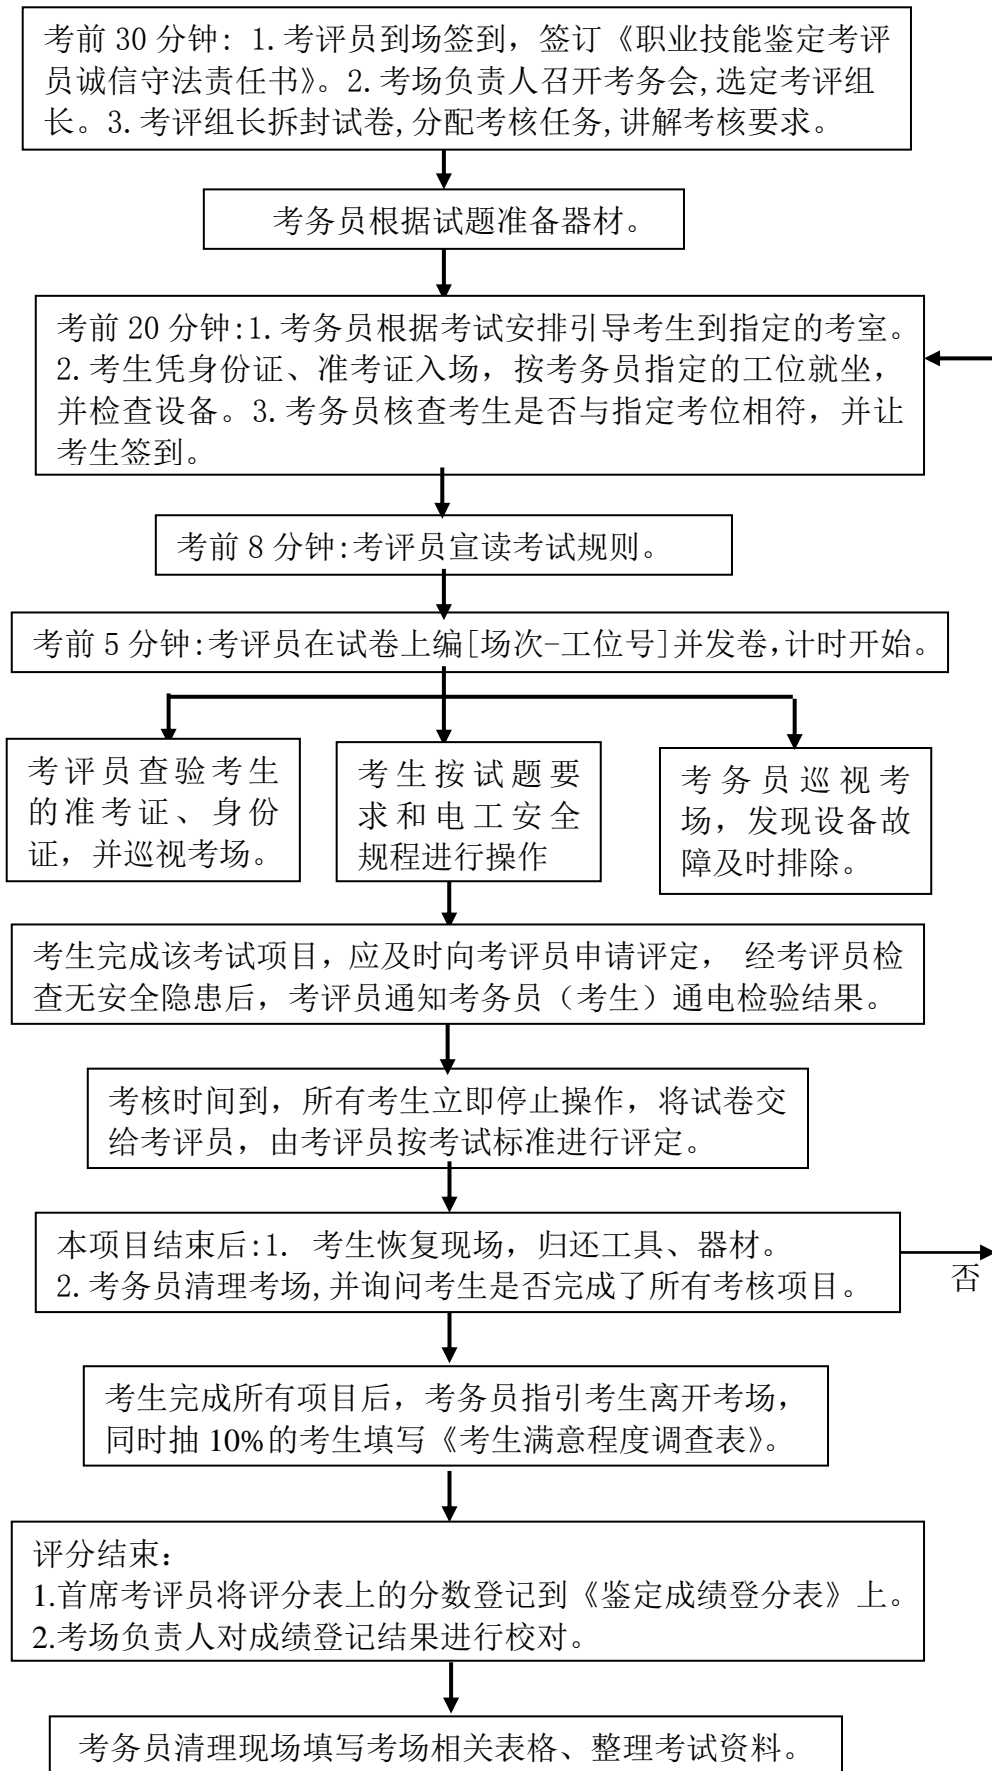 考前 30 分钟: 1.考评员到场签到，签订《职业技能鉴定考评
员诚信守法责任书》。2.考场负责人召开考务会,选定考评组
长。3.考评组长拆封试卷,分配考核任务,讲解考核要求。
考务员根据试题准备器材。
考前 20 分钟:1.考务员根据考试安排引导考生到指定的考室。
2.考生凭身份证、准考证入场，按考务员指定的工位就坐，
并检查设备。3.考务员核查考生是否与指定考位相符，并让
考生签到。
考前 8 分钟:考评员宣读考试规则。
考前 5 分钟:考评员在试卷上编[场次-工位号]并发卷,计时开始。
考评员查验考生
的准考证、身份
证，并巡视考场。
考生按试题要
求和电工安全
规程进行操作
考务员巡视考
场，发现设备故
障及时排除。
考生完成该考试项目，应及时向考评员申请评定， 经考评员检
查无安全隐患后，考评员通知考务员（考生）通电检验结果。
考核时间到，所有考生立即停止操作，将试卷交
给考评员，由考评员按考试标准进行评定。
本项目结束后:1. 考生恢复现场，归还工具、器材。
2.考务员清理考场,并询问考生是否完成了所有考核项目。
否
考生完成所有项目后，考务员指引考生离开考场，
同时抽 10%的考生填写《考生满意程度调查表》。
评分结束：
1.首席考评员将评分表上的分数登记到《鉴定成绩登分表》上。
2.考场负责人对成绩登记结果进行校对。
考务员清理现场填写考场相关表格、整理考试资料。